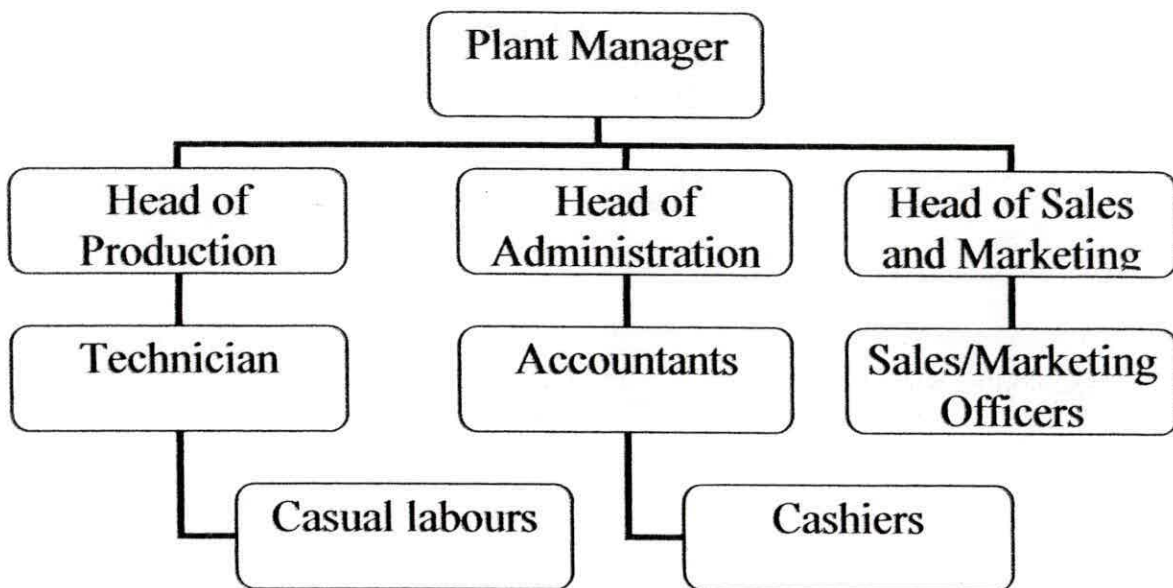 Plant Manager
Head of
Production
Head of
Administration
Head of Sales
and Marketing
Technician
Accountants
Sales/Marketing
Officers
Casual labours
Cashiers